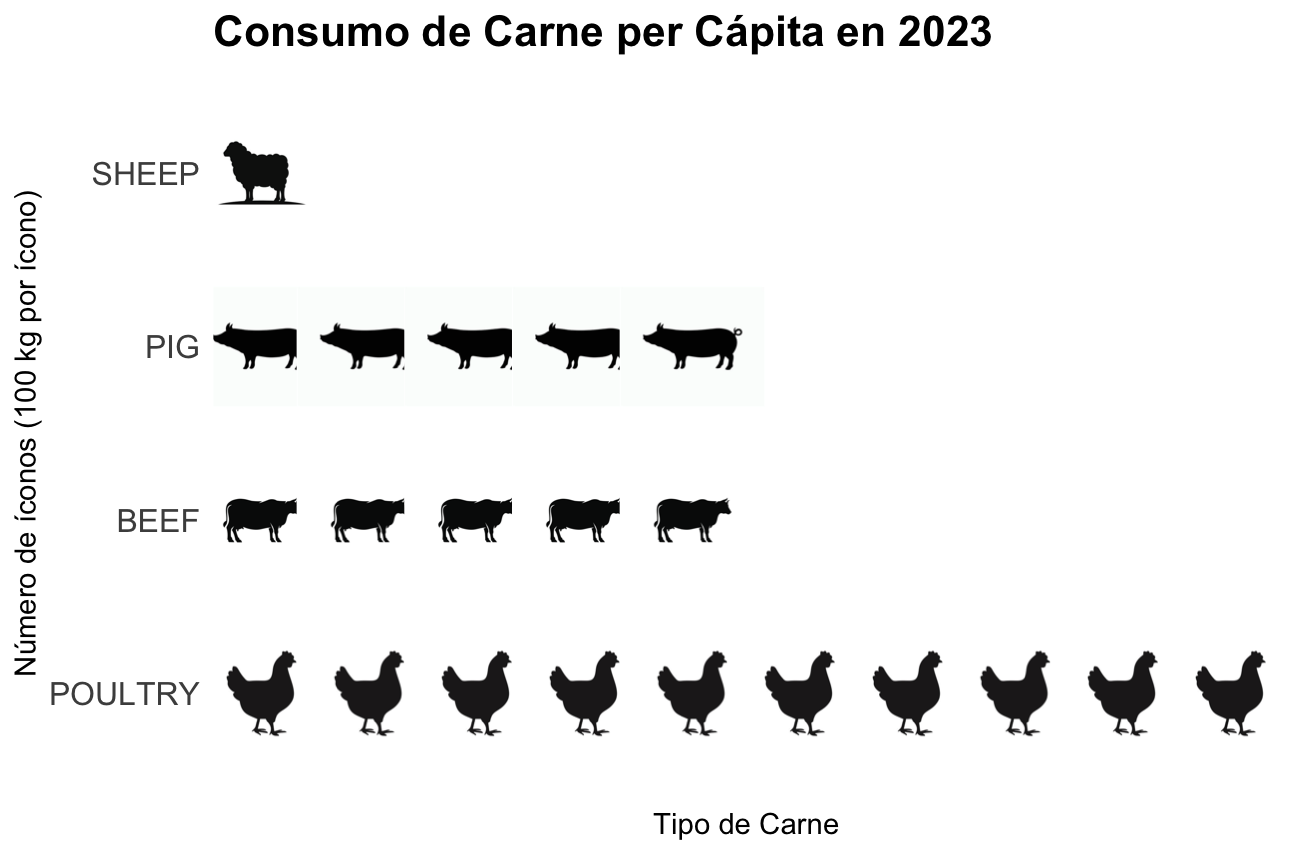 Consumo de Carne per Cápita en 2023
SHEEP
PIG
BEEF
POULTRY
Número de íconos (100 kg por ícono)
Tipo de Carne